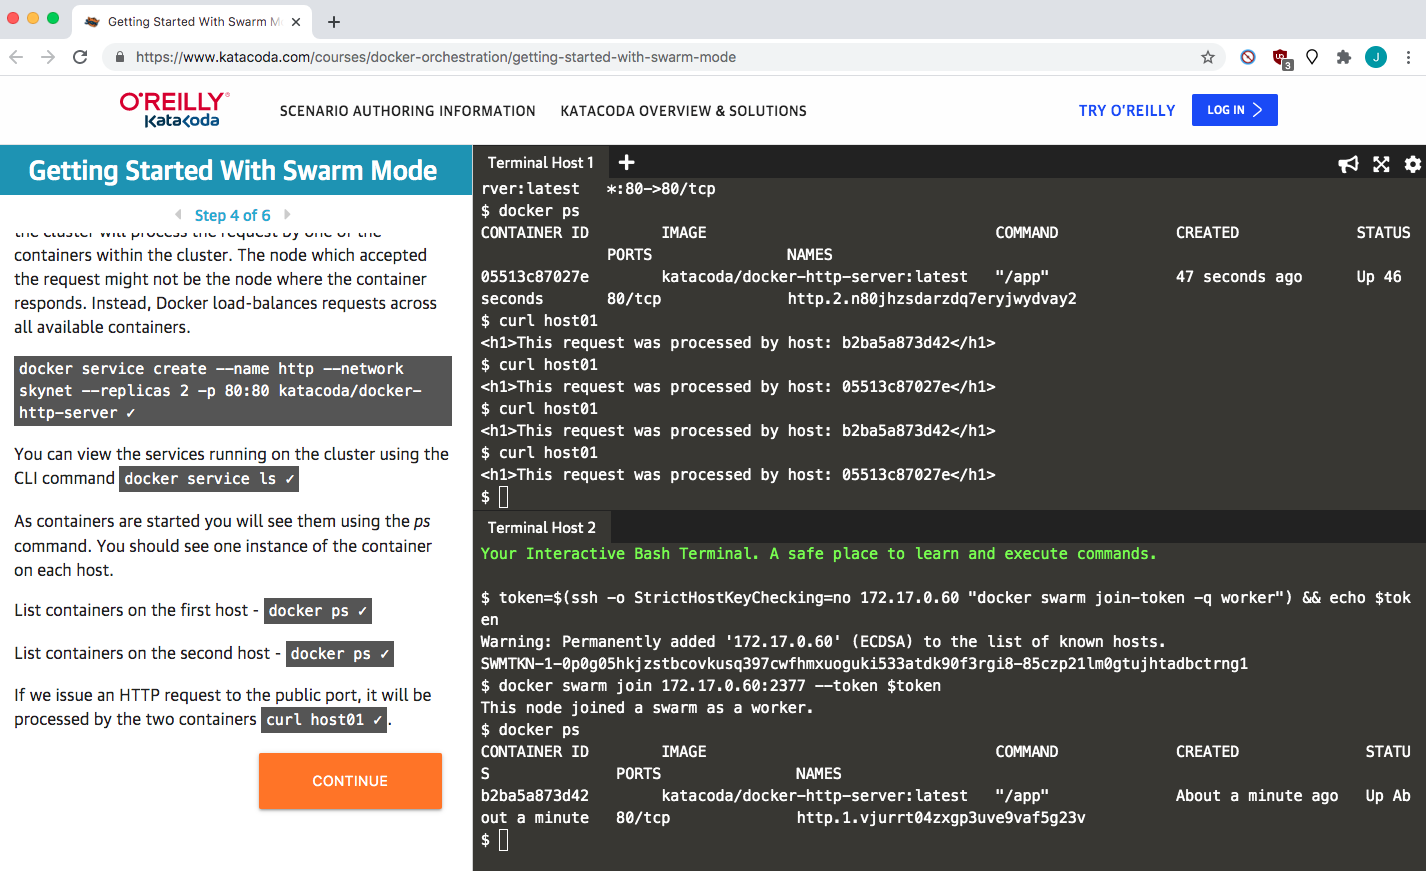 Getting Started With Swarm M
https://www.katacoda.com/courses/docker-orchestration/getting-started-with-swarm-mode
3
J
O'REILLY®
KataKoda
SCENARIO AUTHORING INFORMATION
KATACODA OVERVIEW & SOLUTIONS
TRY O'REILLY
LOG IN
Getting Started With Swarm Mode
Step 4 of 6
the cluster will process the request by one of the
containers within the cluster. The node which accepted
the request might not be the node where the container
responds. Instead, Docker load-balances requests across
all available containers.
docker service create --name http --network
skynet --replicas 2 -p 80:80 katacoda/docker-
http-server ✓
You can view the services running on the cluster using the
CLI command docker service ls ✓
As containers are started you will see them using the ps
command. You should see one instance of the container
on each host.
List containers on the first host - docker ps ✓
List containers on the second host - docker ps ✓
If we issue an HTTP request to the public port, it will be
processed by the two containers curl host01 ✓.
CONTINUE
Terminal Host 1
rver:latest   *:80->80/tcp
$ docker ps
CONTAINER ID        IMAGE                                COMMAND             CREATED             STATUS
              PORTS               NAMES
05513c87027e        katacoda/docker-http-server:latest   "/app"              47 seconds ago      Up 46
seconds       80/tcp              http.2.n80jhzsdarzdq7eryjwydvay2
$ curl host01
<h1>This request was processed by host: b2ba5a873d42</h1>
$ curl host01
<h1>This request was processed by host: 05513c87027e</h1>
$ curl host01
<h1>This request was processed by host: b2ba5a873d42</h1>
$ curl host01
<h1>This request was processed by host: 05513c87027e</h1>
$
Terminal Host 2
Your Interactive Bash Terminal. A safe place to learn and execute commands.
$ token=$(ssh -o StrictHostKeyChecking=no 172.17.0.60 "docker swarm join-token -q worker") && echo $tok
en
Warning: Permanently added '172.17.0.60' (ECDSA) to the list of known hosts.
SWMTKN-1-0p0g05hkjzstbcovkusq397cwfhmxuoguki533atdk90f3rgi8-85czp21lm0gtujhtadbctrng1
$ docker swarm join 172.17.0.60:2377 --token $token
This node joined a swarm as a worker.
$ docker ps
CONTAINER ID        IMAGE                                COMMAND             CREATED              STATU
S              PORTS               NAMES
b2ba5a873d42        katacoda/docker-http-server:latest   "/app"              About a minute ago   Up Ab
out a minute   80/tcp              http.1.vjurrt04zxgp3uve9vaf5g23v
$